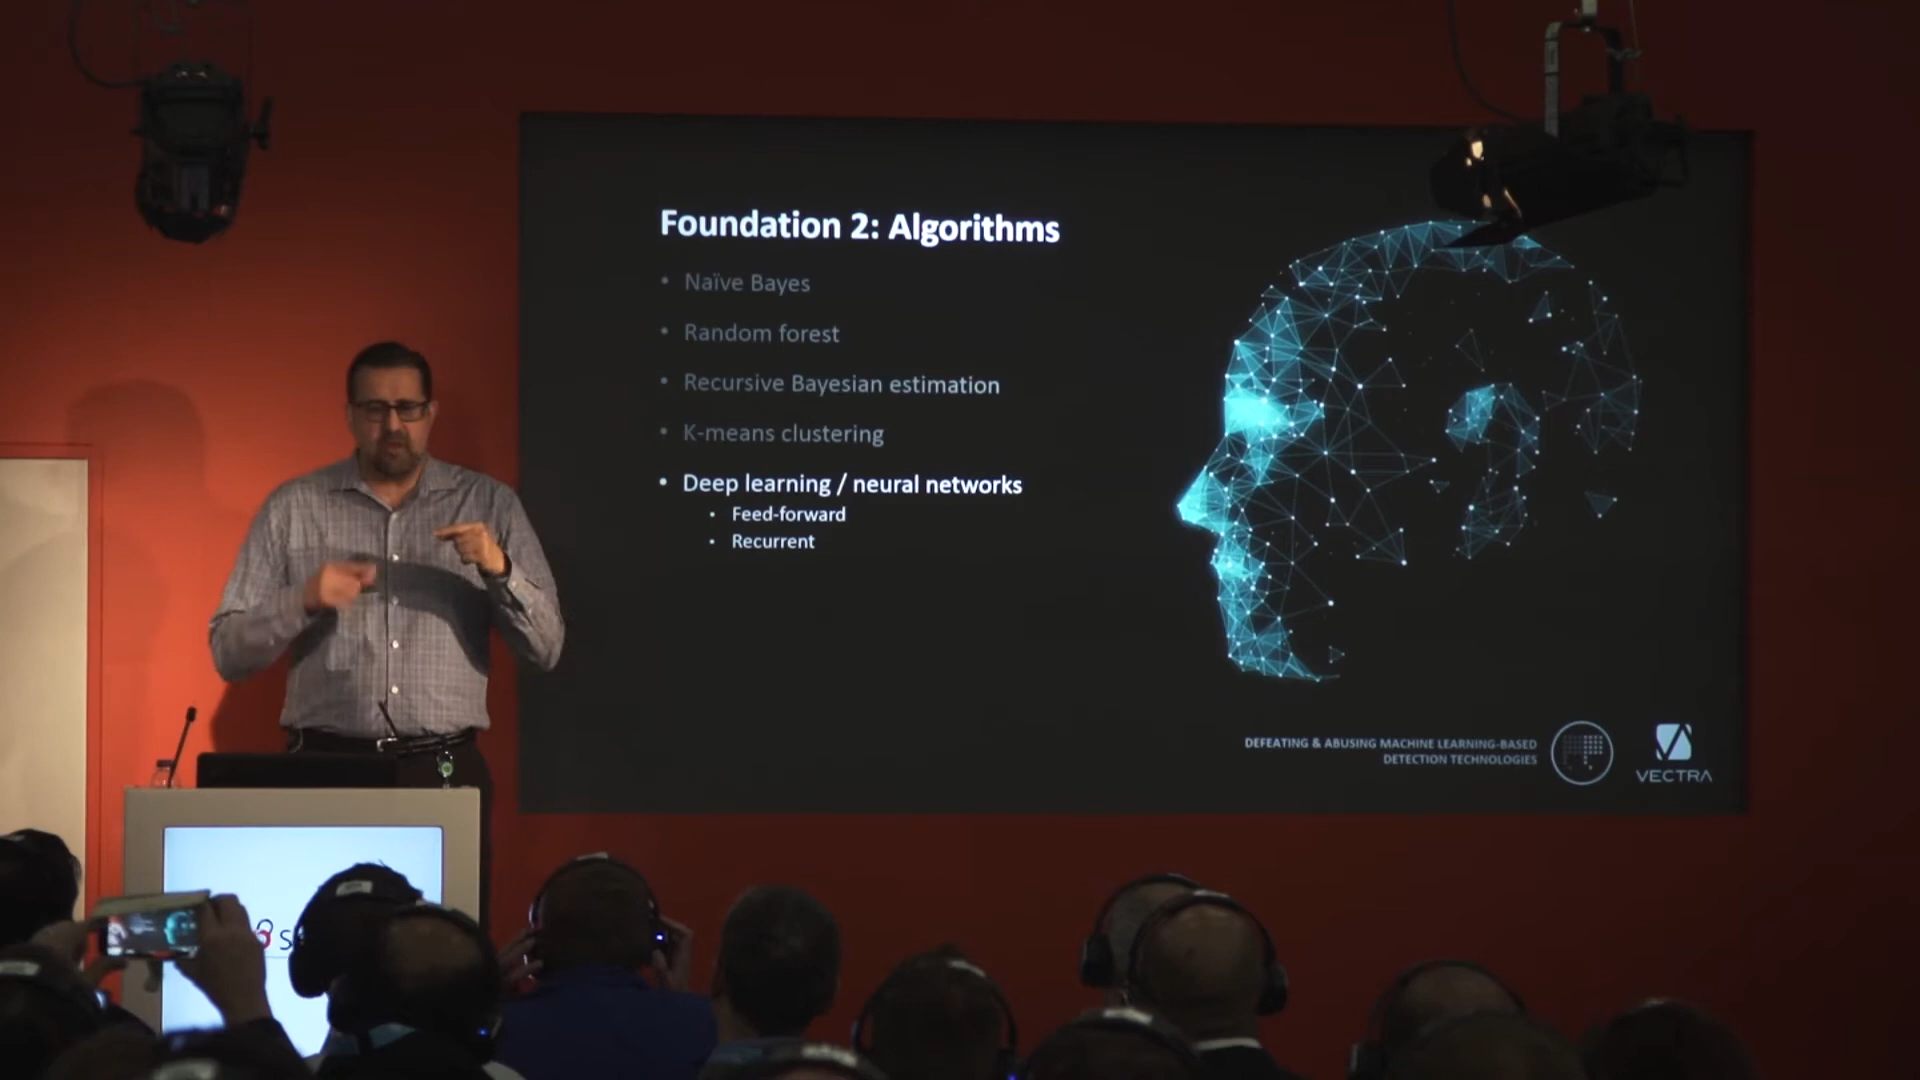 Foundation 2: Algorithms
• Naïve Bayes
• Random forest
• Recursive Bayesian estimation
• K-means clustering
• Deep learning / neural networks
• Feed-forward
• Recurrent
DEFEATING & ABUSING MACHINE LEARNING-BASED
DETECTION TECHNOLOGIES
VECTRA